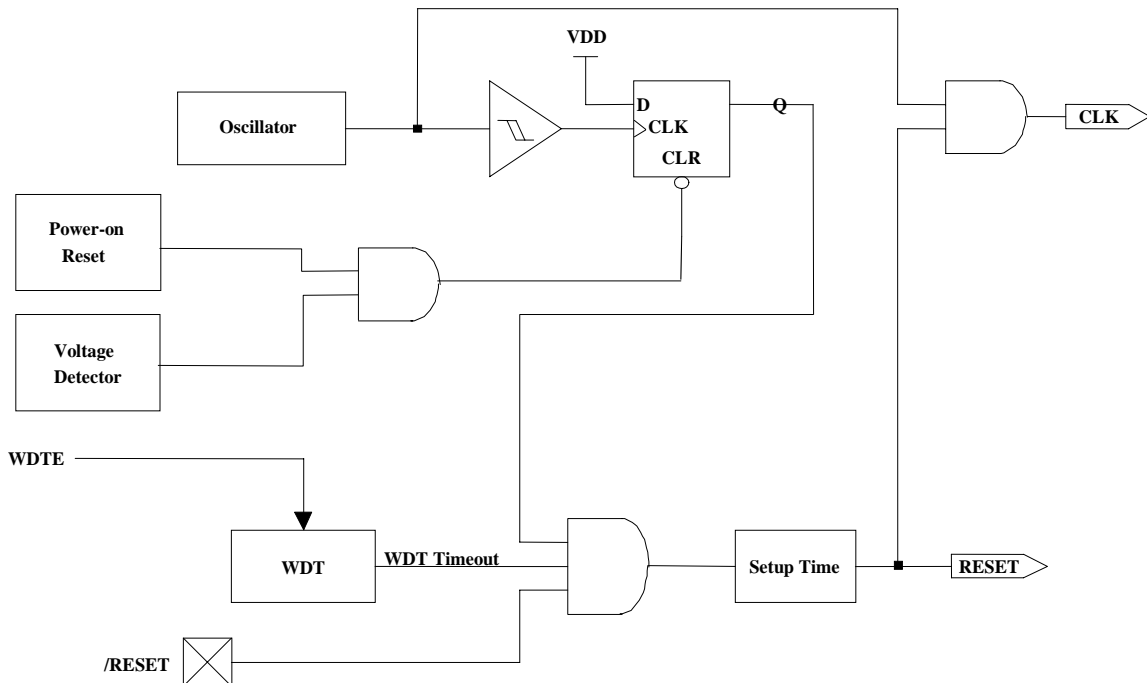 VDD
Oscillator
D
Q
CLK
CLR
CLK
Power-on
Reset
Voltage
Detector
WDTE
WDT
WDT Timeout
Setup Time
RESET
/RESET